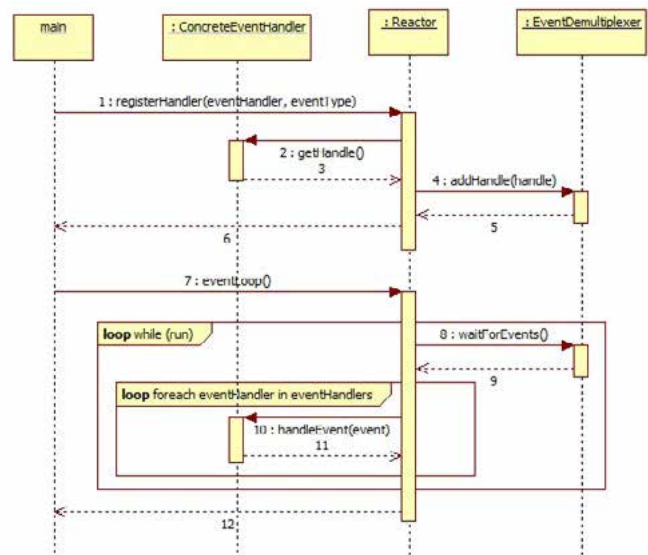 main
: ConcreteEventHandler
: Reactor
: EventDemultiplexer
1 : registerHandler(eventHandler, eventType)
2 : getHandle()
3
4 : addHandle(handle)
5
6
7 : eventLoop()
loop while (run)
8 : waitForEvents()
9
loop foreach eventHandler in eventHandlers
10 : handleEvent(event)
11
12